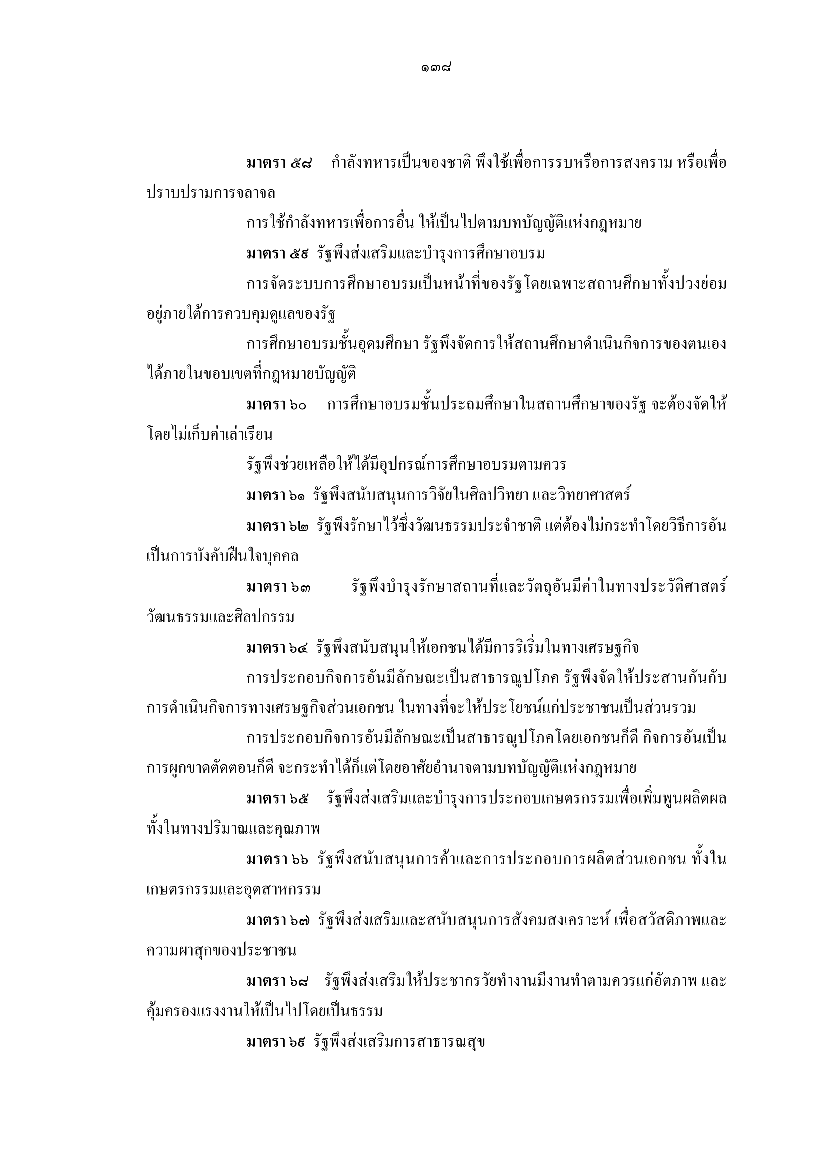 ๑๓๘
มาตรา ๕๘ กำลังทหารเป็นของชาติ พึงใช้เพื่อการรบหรือการสงคราม หรือเพื่อ
ปราบปรามการจลาจล
การใช้กำลังทหารเพื่อการอื่น ให้เป็นไปตามบทบัญญัติแห่งกฎหมาย
มาตรา ๕๙ รัฐพึงส่งเสริมและบำรุงการศึกษาอบรม
การจัดระบบการศึกษาอบรมเป็นหน้าที่ของรัฐโดยเฉพาะสถานศึกษาทั้งปวงย่อม
อยู่ภายใต้การควบคุมดูแลของรัฐ
การศึกษาอบรมชั้นอุดมศึกษา รัฐพึงจัดการให้สถานศึกษาดำเนินกิจการของตนเอง
ได้ภายในขอบเขตที่กฎหมายบัญญัติ
มาตรา ๖๐ การศึกษาอบรมชั้นประถมศึกษาในสถานศึกษาของรัฐ จะต้องจัดให้
โดยไม่เก็บค่าเล่าเรียน
รัฐพึงช่วยเหลือให้ได้มีอุปกรณ์การศึกษาอบรมตามควร
มาตรา ๖๑ รัฐพึงสนับสนุนการวิจัยในศิลปวิทยา และวิทยาศาสตร์
มาตรา ๖๒ รัฐพึงรักษาไว้ซึ่งวัฒนธรรมประจำชาติ แต่ต้องไม่กระทำโดยวิธีการอัน
เป็นการบังคับฝืนใจบุคคล
มาตรา ๖๓ รัฐพึงบำรุงรักษาสถานที่และวัตถุอันมีค่าในทางประวัติศาสตร์
วัฒนธรรมและศิลปกรรม
มาตรา ๖๔ รัฐพึงสนับสนุนให้เอกชนได้มีการริเริ่มในทางเศรษฐกิจ
การประกอบกิจการอันมีลักษณะเป็นสาธารณูปโภค รัฐพึงจัดให้ประสานกันกับ
การดำเนินกิจการทางเศรษฐกิจส่วนเอกชน ในทางที่จะให้ประโยชน์แก่ประชาชนเป็นส่วนรวม
การประกอบกิจการอันมีลักษณะเป็นสาธารณูปโภคโดยเอกชนก็ดี กิจการอันเป็น
การผูกขาดตัดตอนก็ดี จะกระทำได้ก็แต่โดยอาศัยอำนาจตามบทบัญญัติแห่งกฎหมาย
มาตรา ๖๕ รัฐพึงส่งเสริมและบำรุงการประกอบเกษตรกรรมเพื่อเพิ่มพูนผลิตผล
ทั้งในทางปริมาณและคุณภาพ
มาตรา ๖๖ รัฐพึงสนับสนุนการค้าและการประกอบการผลิตส่วนเอกชน ทั้งใน
เกษตรกรรมและอุตสาหกรรม
มาตรา ๖๗ รัฐพึงส่งเสริมและสนับสนุนการสังคมสงเคราะห์ เพื่อสวัสดิภาพและ
ความผาสุกของประชาชน
มาตรา ๖๘ รัฐพึงส่งเสริมให้ประชากรวัยทำงานมีงานทำตามควรแก่อัตภาพ และ
คุ้มครองแรงงานให้เป็นไปโดยเป็นธรรม
มาตรา ๖๙ รัฐพึงส่งเสริมการสาธารณสุข